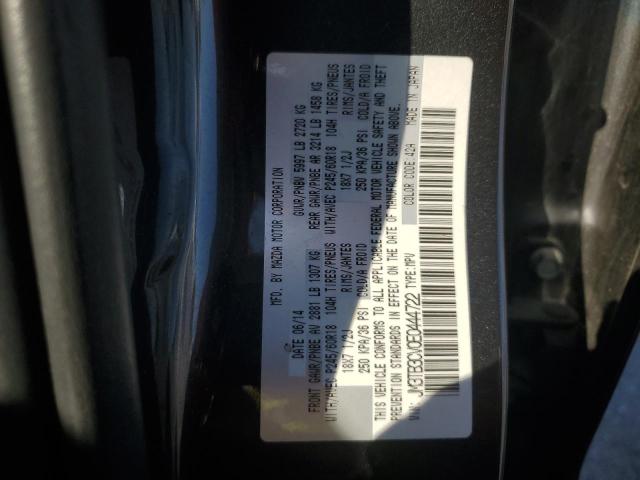 MFD. BY MAZDA MOTOR CORPORATION
DATE 06/14 GVWR/PNBV 5997 LB 2720 KG
FRONT GAWR/PNBE AV 2881 LB 1307 KG REAR GAWR/PNBE AR 3214 LB 1458 KG
WITH/AVEC P245/60R18 104H TIRES/PNEUS WITH/AVEC P245/60R18 104H TIRES/PNEUS
18X7 1/2J RIMS/JANTES 18X7 1/2J RIMS/JANTES
250 KPA/36 PSI COLD/A FROID 250 KPA/36 PSI COLD/A FROID
THIS VEHICLE CONFORMS TO ALL APPLICABLE FEDERAL MOTOR VEHICLE SAFETY AND THEFT
PREVENTION STANDARDS IN EFFECT ON THE DATE OF MANUFACTURE SHOWN ABOVE.
COLOR CODE: 42A MADE IN JAPAN
VIN: JM3TB3CV0E0444722 TYPE: MPV